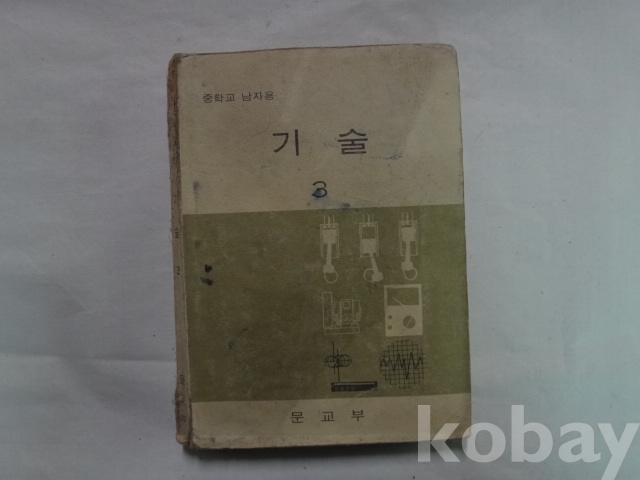 중학교 남자용
기 술
3
문 교 부
kobay